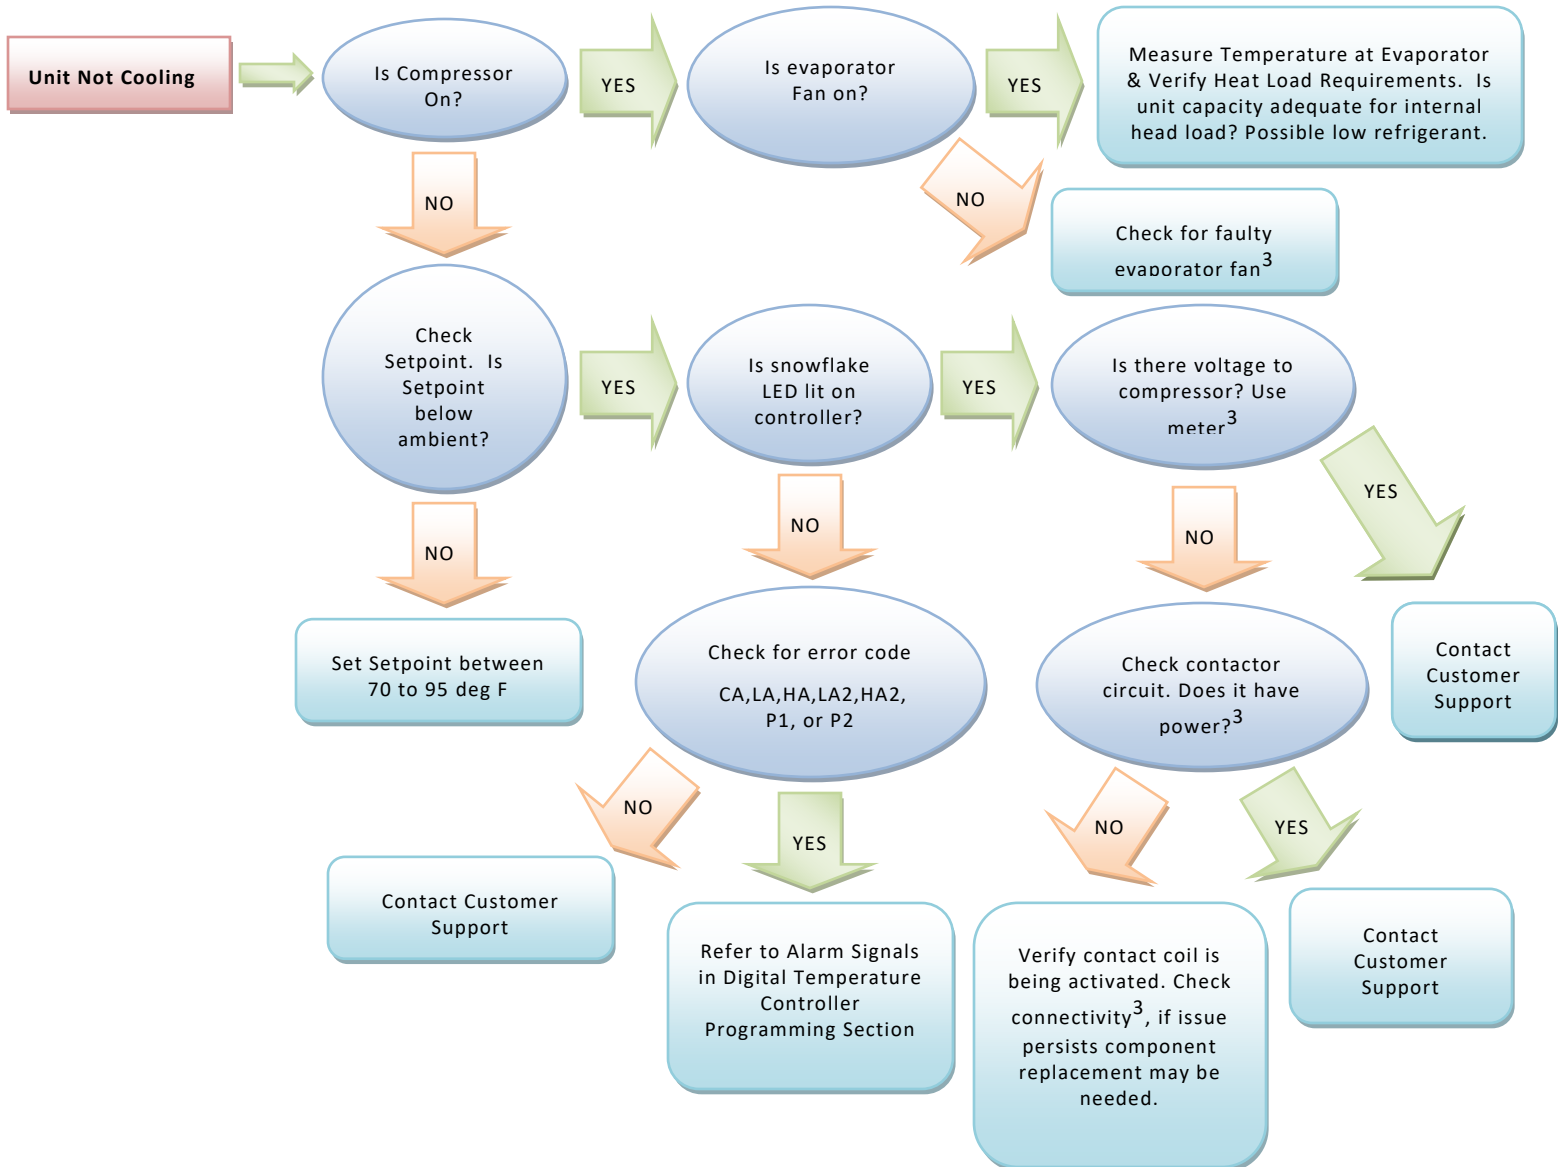 Unit Not Cooling
Is Compressor
On?
YES
Is evaporator
Fan on?
YES
Measure Temperature at Evaporator
& Verify Heat Load Requirements.  Is
unit capacity adequate for internal
head load? Possible low refrigerant.
NO
NO
Check for faulty
evaporator fan3
Check
Setpoint.  Is
Setpoint
below
ambient?
YES
Is snowflake
LED lit on
controller?
YES
Is there voltage to
compressor? Use
meter3
YES
NO
NO
NO
Set Setpoint between
70 to 95 deg F
Check for error code
CA,LA,HA,LA2,HA2,
P1, or P2
Check contactor
circuit. Does it have
power?3
Contact
Customer
Support
NO
YES
NO
YES
Contact Customer
Support
Refer to Alarm Signals
in Digital Temperature
Controller
Programming Section
Verify contact coil is
being activated. Check
connectivity3, if issue
persists component
replacement may be
needed.
Contact
Customer
Support